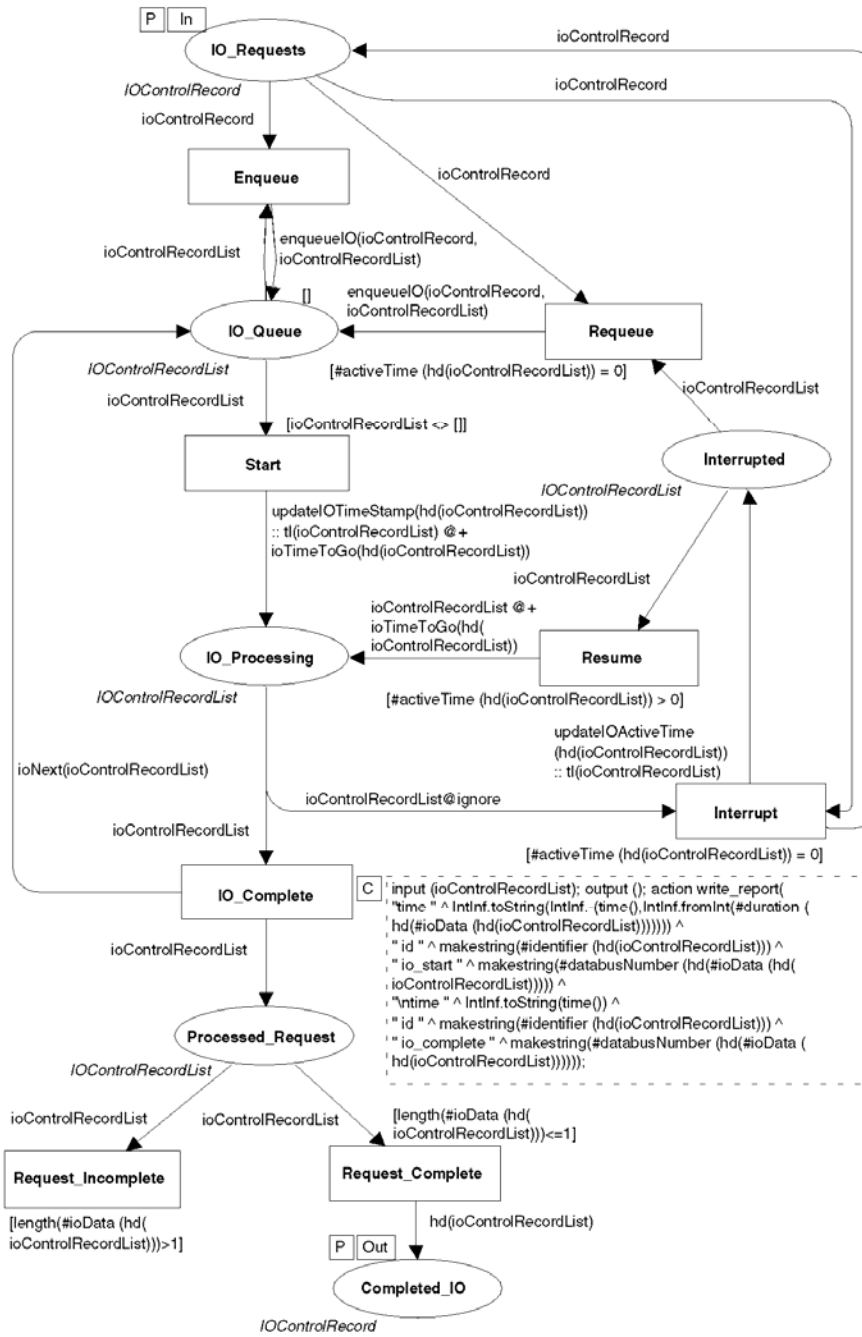 P In
IO_Requests
ioControlRecord
ioControlRecord
IOControlRecord
ioControlRecord
ioControlRecord
Enqueue
ioControlRecordList
enqueueIO(ioControlRecord,
ioControlRecordList)
[]
enqueueIO(ioControlRecord,
ioControlRecordList)
IO_Queue
Requeue
IOControlRecordList
[#activeTime (hd(ioControlRecordList)) = 0]
ioControlRecordList
ioControlRecordList
[ioControlRecordList <> []]
Start
Interrupted
IOControlRecordList
updateIOTimeStamp(hd(ioControlRecordList))
:: tl(ioControlRecordList) @+
ioTimeToGo(hd(ioControlRecordList))
ioControlRecordList
ioControlRecordList @+
ioTimeToGo(hd(
ioControlRecordList))
IO_Processing
Resume
IOControlRecordList
[#activeTime (hd(ioControlRecordList)) > 0]
updateIOActiveTime
(hd(ioControlRecordList))
:: tl(ioControlRecordList)
ioNext(ioControlRecordList)
ioControlRecordList@ignore
Interrupt
ioControlRecordList
[#activeTime (hd(ioControlRecordList)) = 0]
IO_Complete
C
input (ioControlRecordList); output (); action write_report(
"time " ^ IntInf.toString(IntInf.-(time(),IntInf.fromInt(#duration (
hd(#ioData (hd(ioControlRecordList))))))) ^
" id " ^ makestring(#identifier (hd(ioControlRecordList))) ^
" io_start " ^ makestring(#databusNumber (hd(#ioData (hd(
ioControlRecordList))))) ^
"\ntime " ^ IntInf.toString(time()) ^
" id " ^ makestring(#identifier (hd(ioControlRecordList))) ^
" io_complete " ^ makestring(#databusNumber (hd(#ioData (
hd(ioControlRecordList))))));
ioControlRecordList
Processed_Request
IOControlRecordList
ioControlRecordList
ioControlRecordList
[length(#ioData (hd(
ioControlRecordList)))<=1]
Request_Incomplete
Request_Complete
[length(#ioData (hd(
ioControlRecordList)))>1]
hd(ioControlRecordList)
P Out
Completed_IO
IOControlRecord